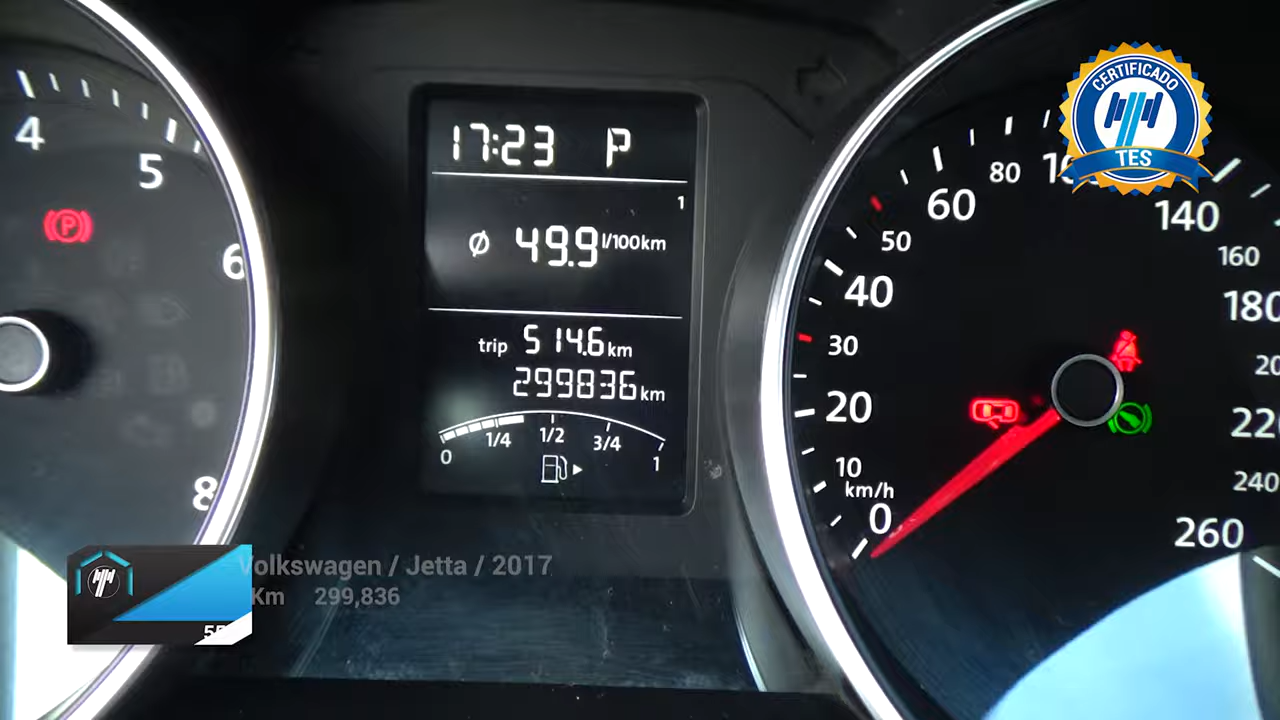 4
5
6
8
P
17:23 P
1
Ø 49.9 l/100km
trip 514.6 km
299836 km
0 1/4 1/2 3/4 1
0
10
20
30
40
50
60
80
140
160
180
220
240
260
km/h
CERTIFICADO
TES
Volkswagen / Jetta / 2017
Km 299,836